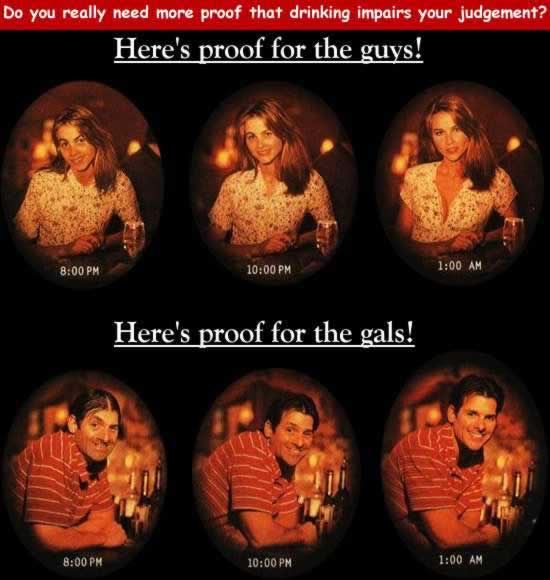 Do you really need more proof that drinking impairs your judgement?
Here's proof for the guys!
8:00 PM
10:00 PM
1:00 AM
Here's proof for the gals!
8:00 PM
10:00 PM
1:00 AM